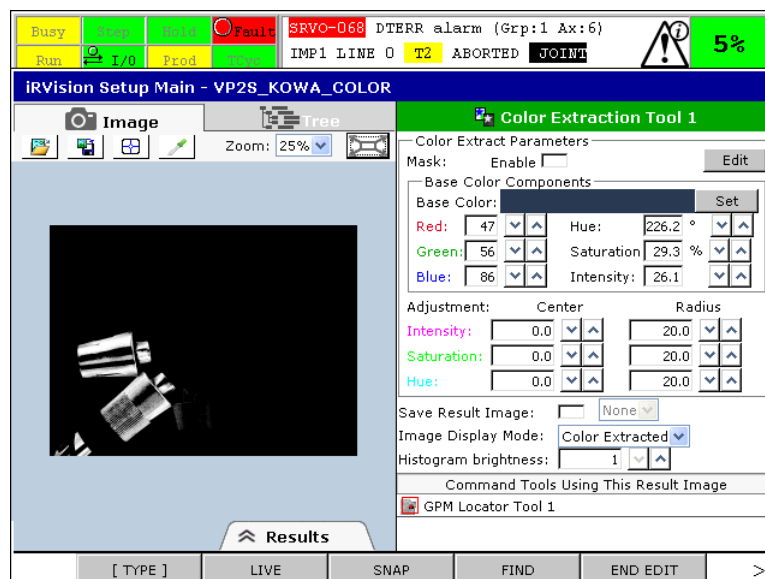 Busy Step Hold Fault SRVO-068 DTERR alarm (Grp:1 Ax:6)
Run I/O Prod TCyc IMP1 LINE 0 T2 ABORTED JOINT 5%
iRVision Setup Main - VP2S_KOWA_COLOR
Image Tree
Zoom: 25%
Color Extraction Tool 1
Color Extract Parameters
Mask: Enable Edit
Base Color Components
Base Color: Set
Red: 47 Hue: 226.2 °
Green: 56 Saturation 29.3 %
Blue: 86 Intensity: 26.1
Adjustment: Center Radius
Intensity: 0.0 20.0
Saturation: 0.0 20.0
Hue: 0.0 20.0
Save Result Image: None
Image Display Mode: Color Extracted
Histogram brightness: 1
Command Tools Using This Result Image
GPM Locator Tool 1
Results
[ TYPE ] LIVE SNAP FIND END EDIT >